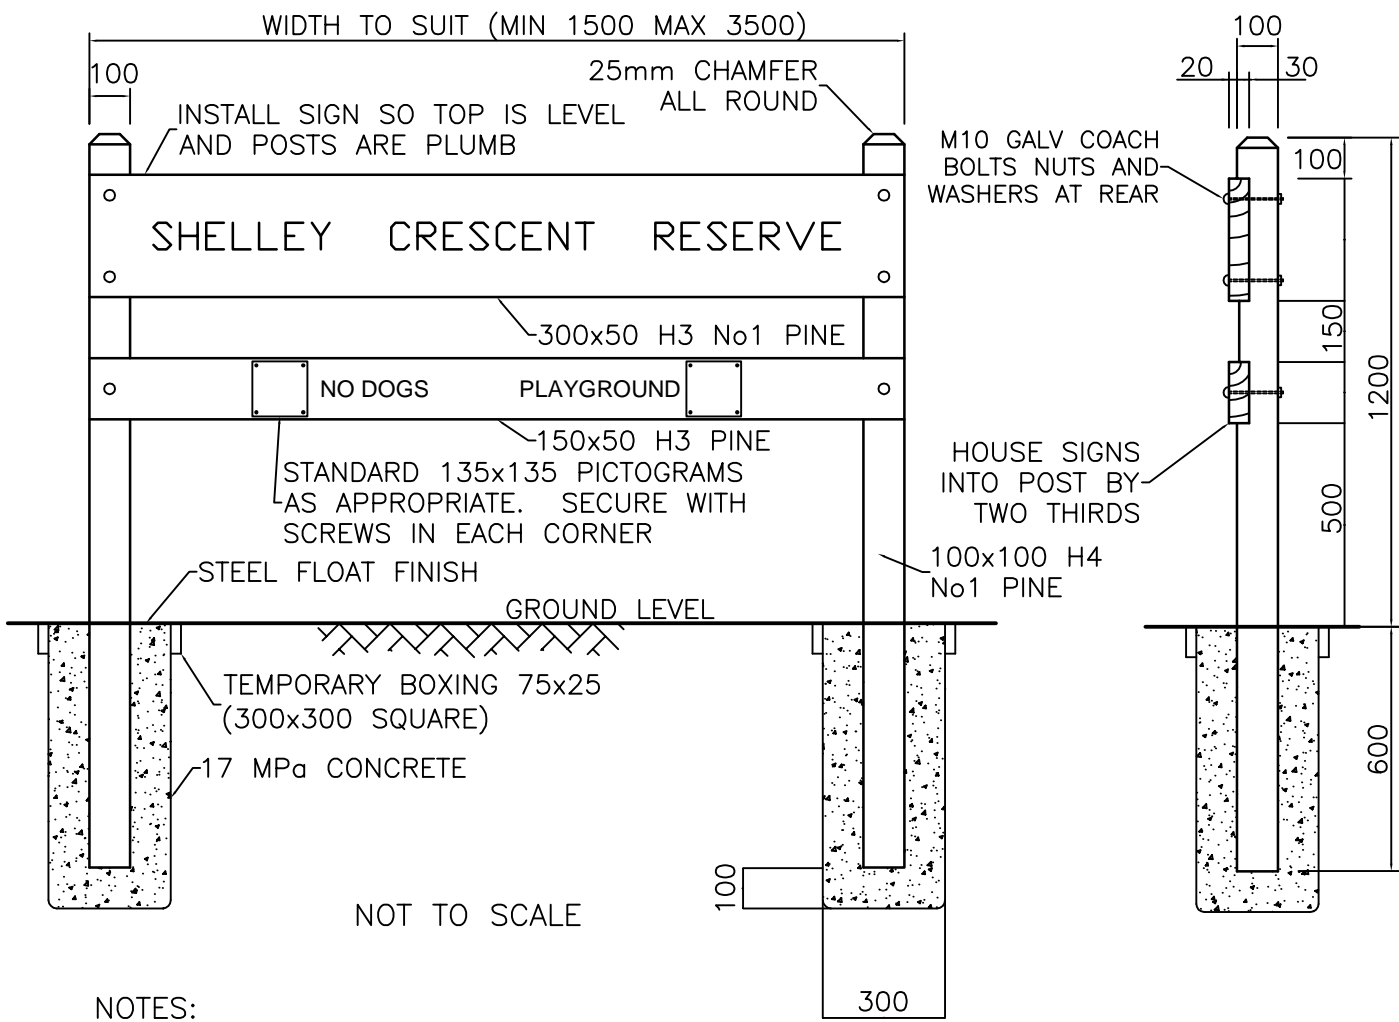 WIDTH TO SUIT (MIN 1500 MAX 3500)
100
25mm CHAMFER
ALL ROUND
INSTALL SIGN SO TOP IS LEVEL
AND POSTS ARE PLUMB
SHELLEY CRESCENT RESERVE
300x50 H3 No1 PINE
NO DOGS
PLAYGROUND
150x50 H3 PINE
STANDARD 135x135 PICTOGRAMS
AS APPROPRIATE. SECURE WITH
SCREWS IN EACH CORNER
STEEL FLOAT FINISH
GROUND LEVEL
100x100 H4
No1 PINE
TEMPORARY BOXING 75x25
(300x300 SQUARE)
17 MPa CONCRETE
100
NOT TO SCALE
300
NOTES:
100
20
30
M10 GALV COACH
BOLTS NUTS AND
WASHERS AT REAR
100
150
1200
HOUSE SIGNS
INTO POST BY
TWO THIRDS
500
600